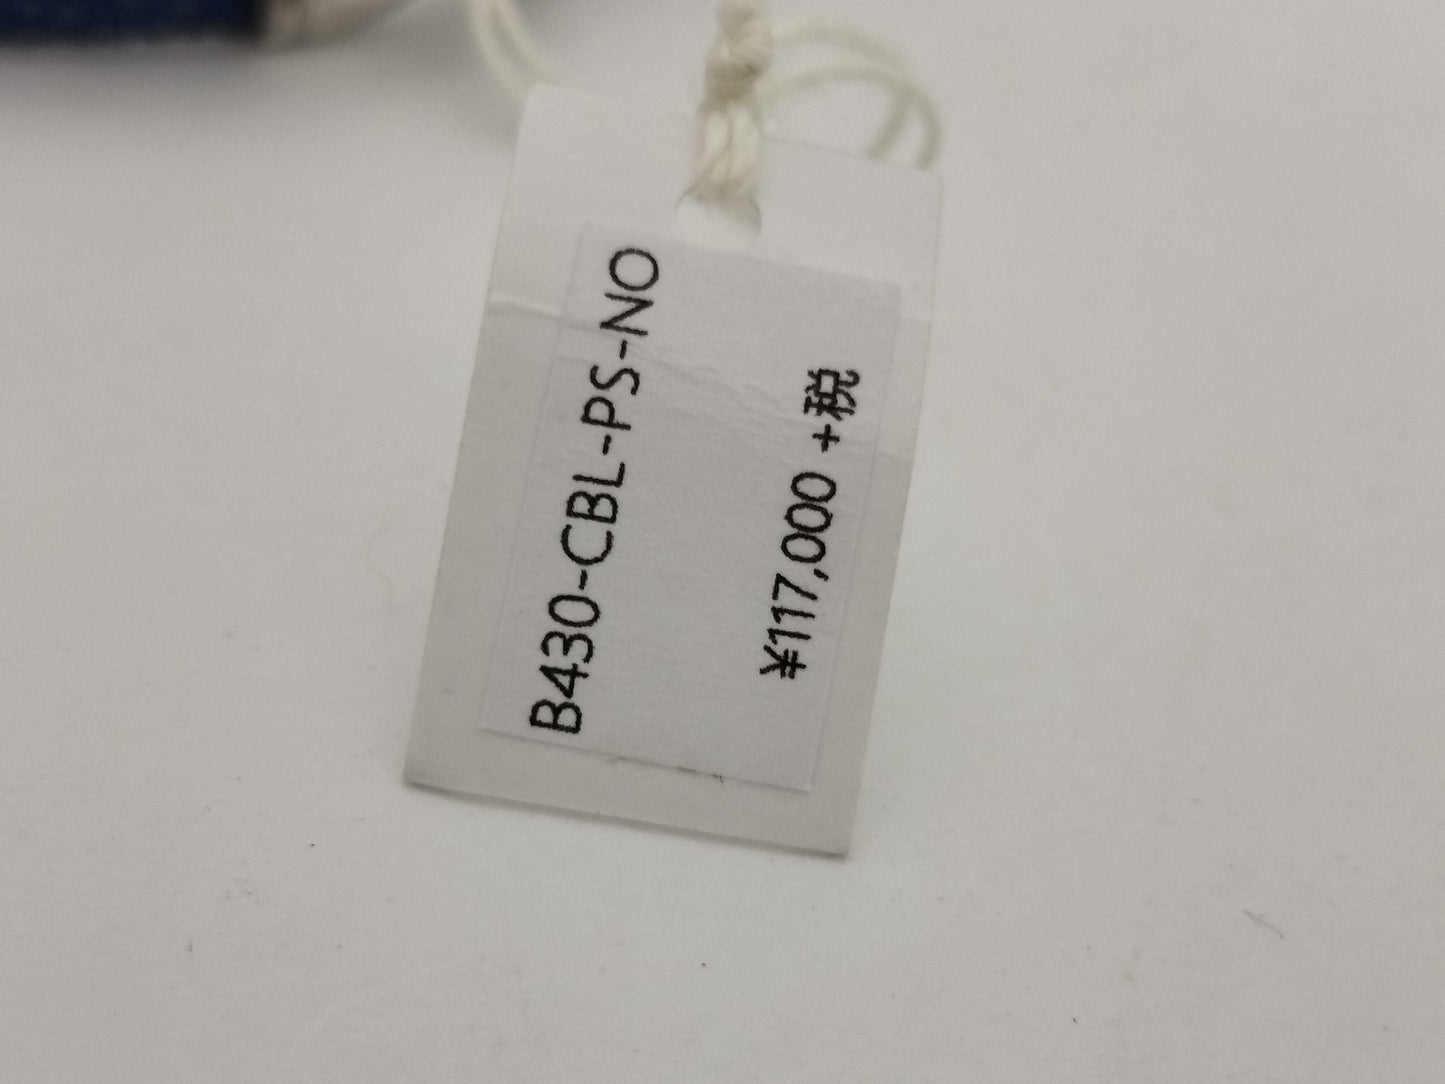 B430-CBL-PS-NO
¥117,000 +税